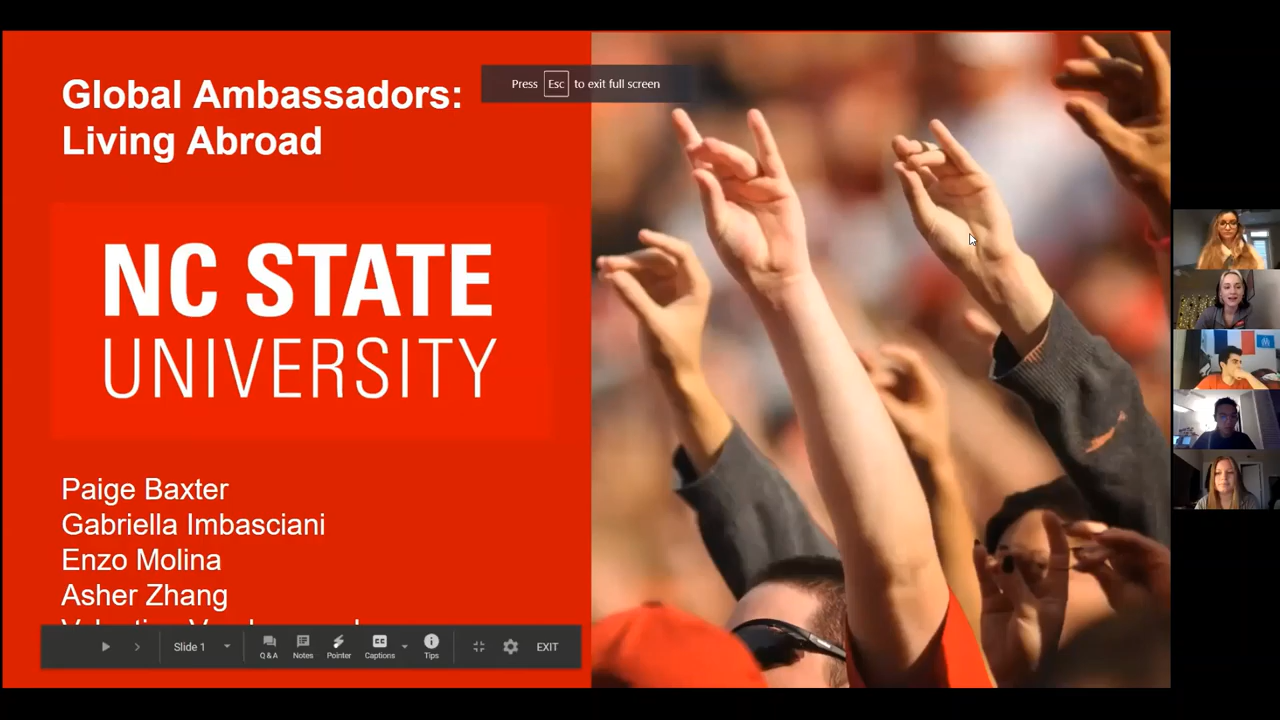 Global Ambassadors:
Living Abroad
Press Esc to exit full screen
NC STATE
UNIVERSITY
Paige Baxter
Gabriella Imbasciani
Enzo Molina
Asher Zhang
Slide 1
Q & A
Notes
Pointer
CC
Captions
Tips
EXIT